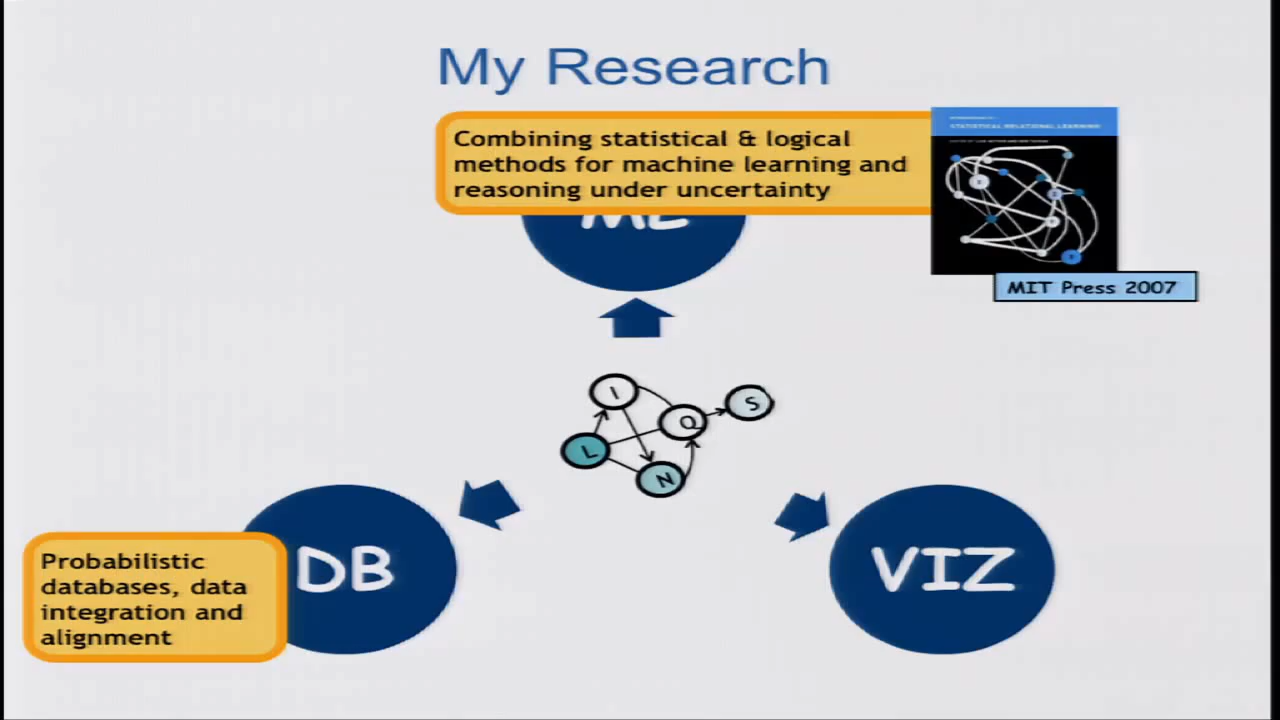 My Research
Combining statistical & logical
methods for machine learning and
reasoning under uncertainty
STATISTICAL RELATIONAL LEARNING
ML
MIT Press 2007
I
S
Q
L
N
DB
VIZ
Probabilistic
databases, data
integration and
alignment